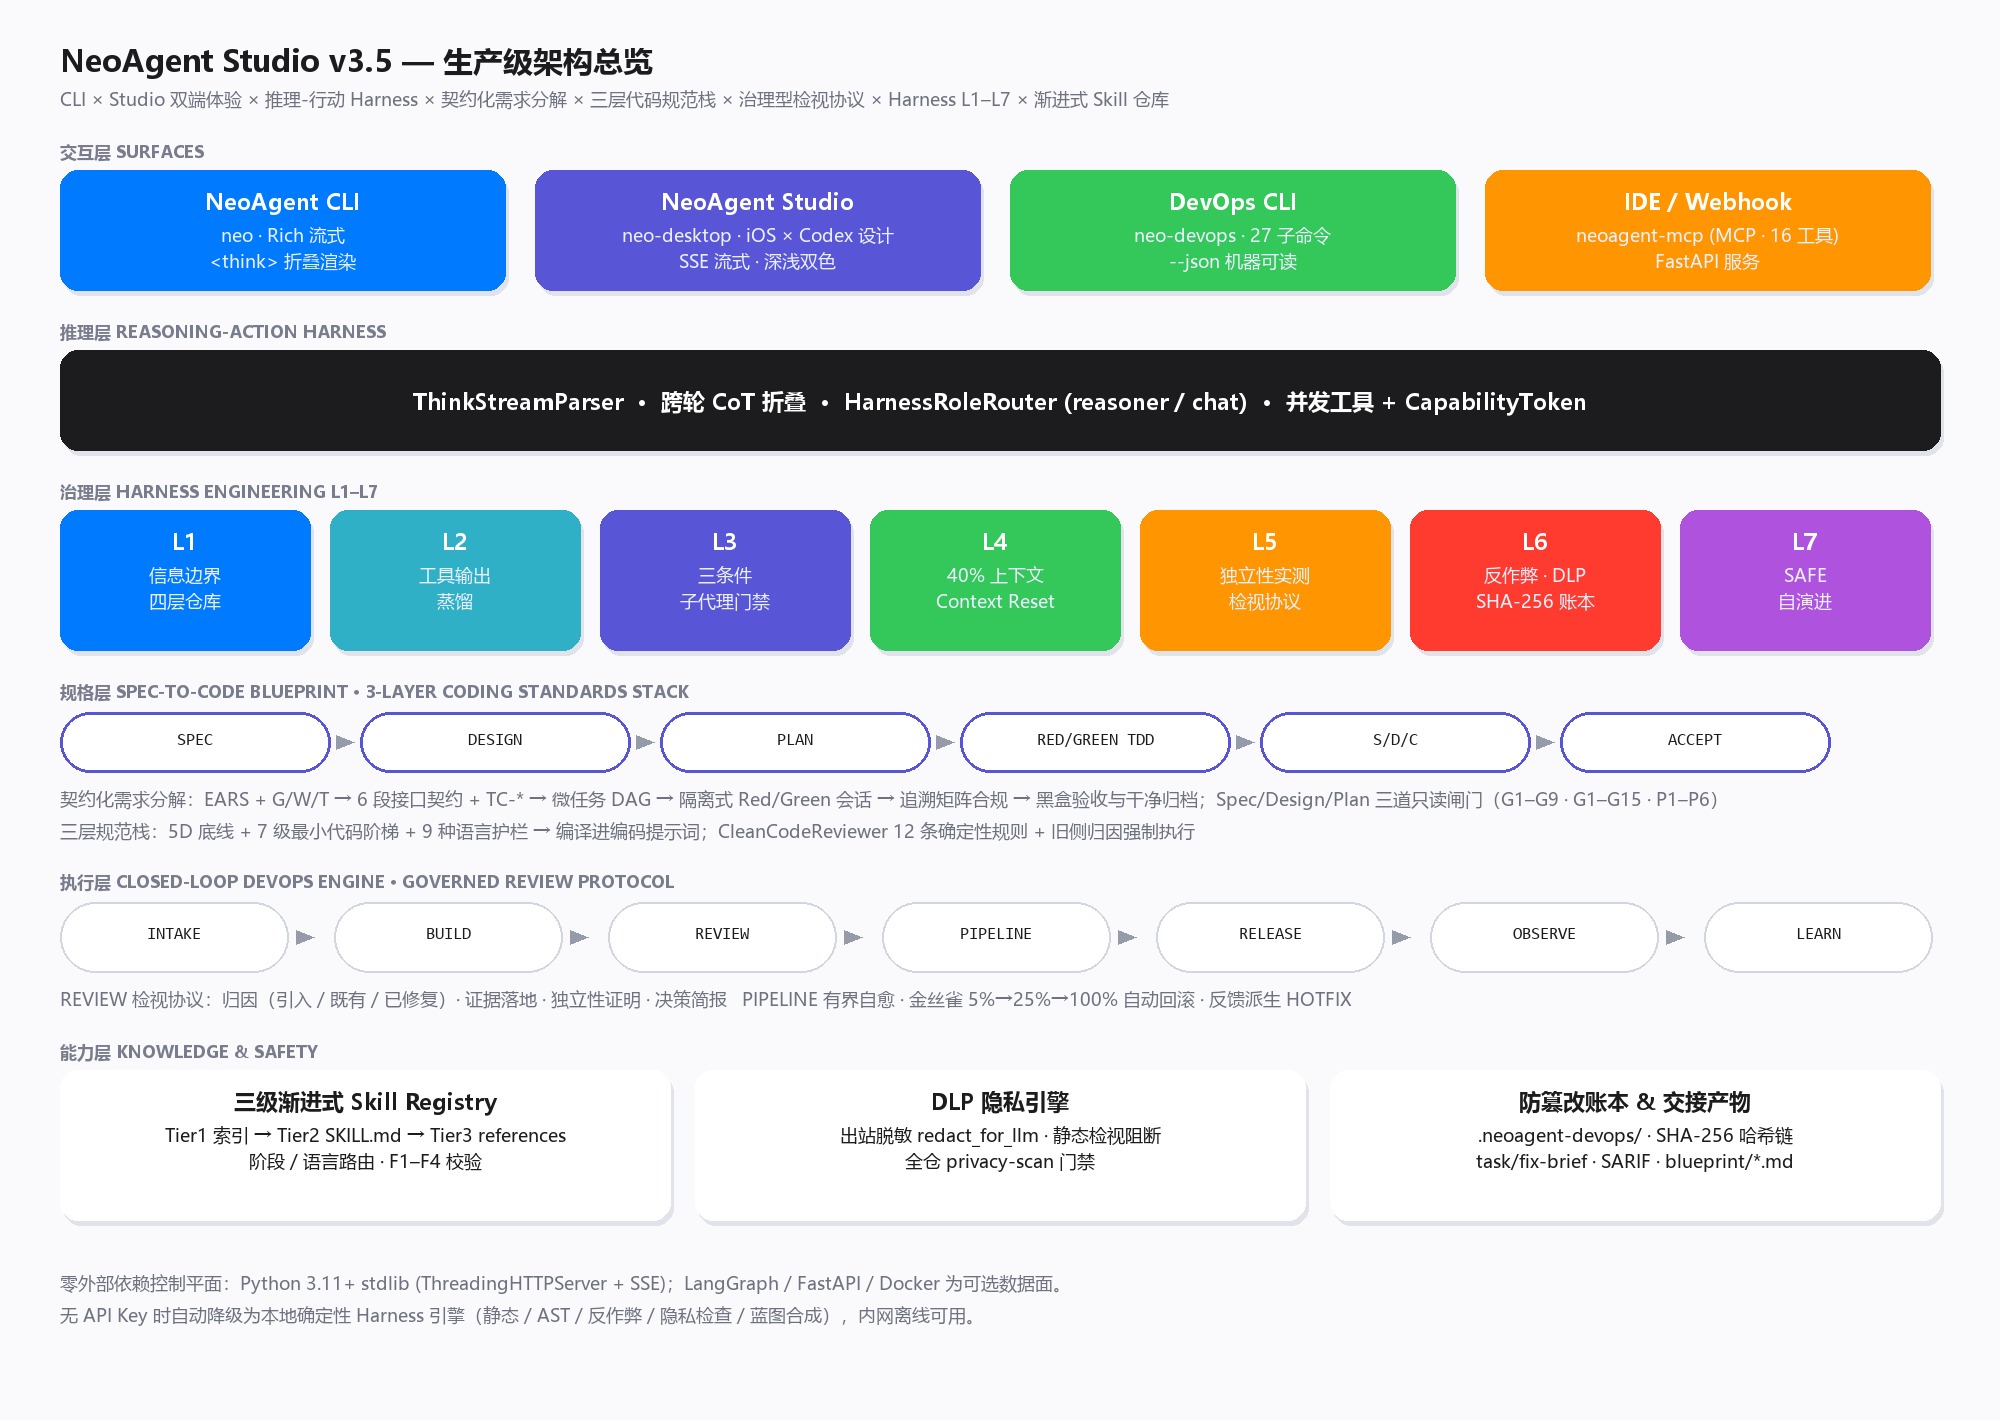 NeoAgent Studio v3.5 — 生产级架构总览
CLI × Studio 双端体验 × 推理-行动 Harness × 契约化需求分解 × 三层代码规范栈 × 治理型检视协议 × Harness L1–L7 × 渐进式 Skill 仓库
交互层 SURFACES
NeoAgent CLI
neo · Rich 流式
<think> 折叠渲染
NeoAgent Studio
neo-desktop · iOS × Codex 设计
SSE 流式 · 深浅双色
DevOps CLI
neo-devops · 27 子命令
--json 机器可读
IDE / Webhook
neoagent-mcp (MCP · 16 工具)
FastAPI 服务
推理层 REASONING-ACTION HARNESS
ThinkStreamParser • 跨轮 CoT 折叠 • HarnessRoleRouter (reasoner / chat) • 并发工具 + CapabilityToken
治理层 HARNESS ENGINEERING L1–L7
L1
信息边界
四层仓库
L2
工具输出
蒸馏
L3
三条件
子代理门禁
L4
40% 上下文
Context Reset
L5
独立性实测
检视协议
L6
反作弊 · DLP
SHA-256 账本
L7
SAFE
自演进
规格层 SPEC-TO-CODE BLUEPRINT • 3-LAYER CODING STANDARDS STACK
SPEC
DESIGN
PLAN
RED/GREEN TDD
S/D/C
ACCEPT
契约化需求分解：EARS + G/W/T → 6 段接口契约 + TC-* → 微任务 DAG → 隔离式 Red/Green 会话 → 追溯矩阵合规 → 黑盒验收与干净归档；Spec/Design/Plan 三道只读闸门（G1–G9 · G1–G15 · P1–P6）
三层规范栈：5D 底线 + 7 级最小代码阶梯 + 9 种语言护栏 → 编译进编码提示词；CleanCodeReviewer 12 条确定性规则 + 旧侧归因强制执行
执行层 CLOSED-LOOP DEVOPS ENGINE • GOVERNED REVIEW PROTOCOL
INTAKE
BUILD
REVIEW
PIPELINE
RELEASE
OBSERVE
LEARN
REVIEW 检视协议：归因（引入 / 既有 / 已修复）· 证据落地 · 独立性证明 · 决策简报 PIPELINE 有界自愈 · 金丝雀 5%→25%→100% 自动回滚 · 反馈派生 HOTFIX
能力层 KNOWLEDGE & SAFETY
三级渐进式 Skill Registry
Tier1 索引 → Tier2 SKILL.md → Tier3 references
阶段 / 语言路由 · F1–F4 校验
DLP 隐私引擎
出站脱敏 redact_for_llm · 静态检视阻断
全仓 privacy-scan 门禁
防篡改账本 & 交接产物
.neoagent-devops/ · SHA-256 哈希链
task/fix-brief · SARIF · blueprint/*.md
零外部依赖控制平面：Python 3.11+ stdlib (ThreadingHTTPServer + SSE)；LangGraph / FastAPI / Docker 为可选数据面。
无 API Key 时自动降级为本地确定性 Harness 引擎（静态 / AST / 反作弊 / 隐私检查 / 蓝图合成），内网离线可用。